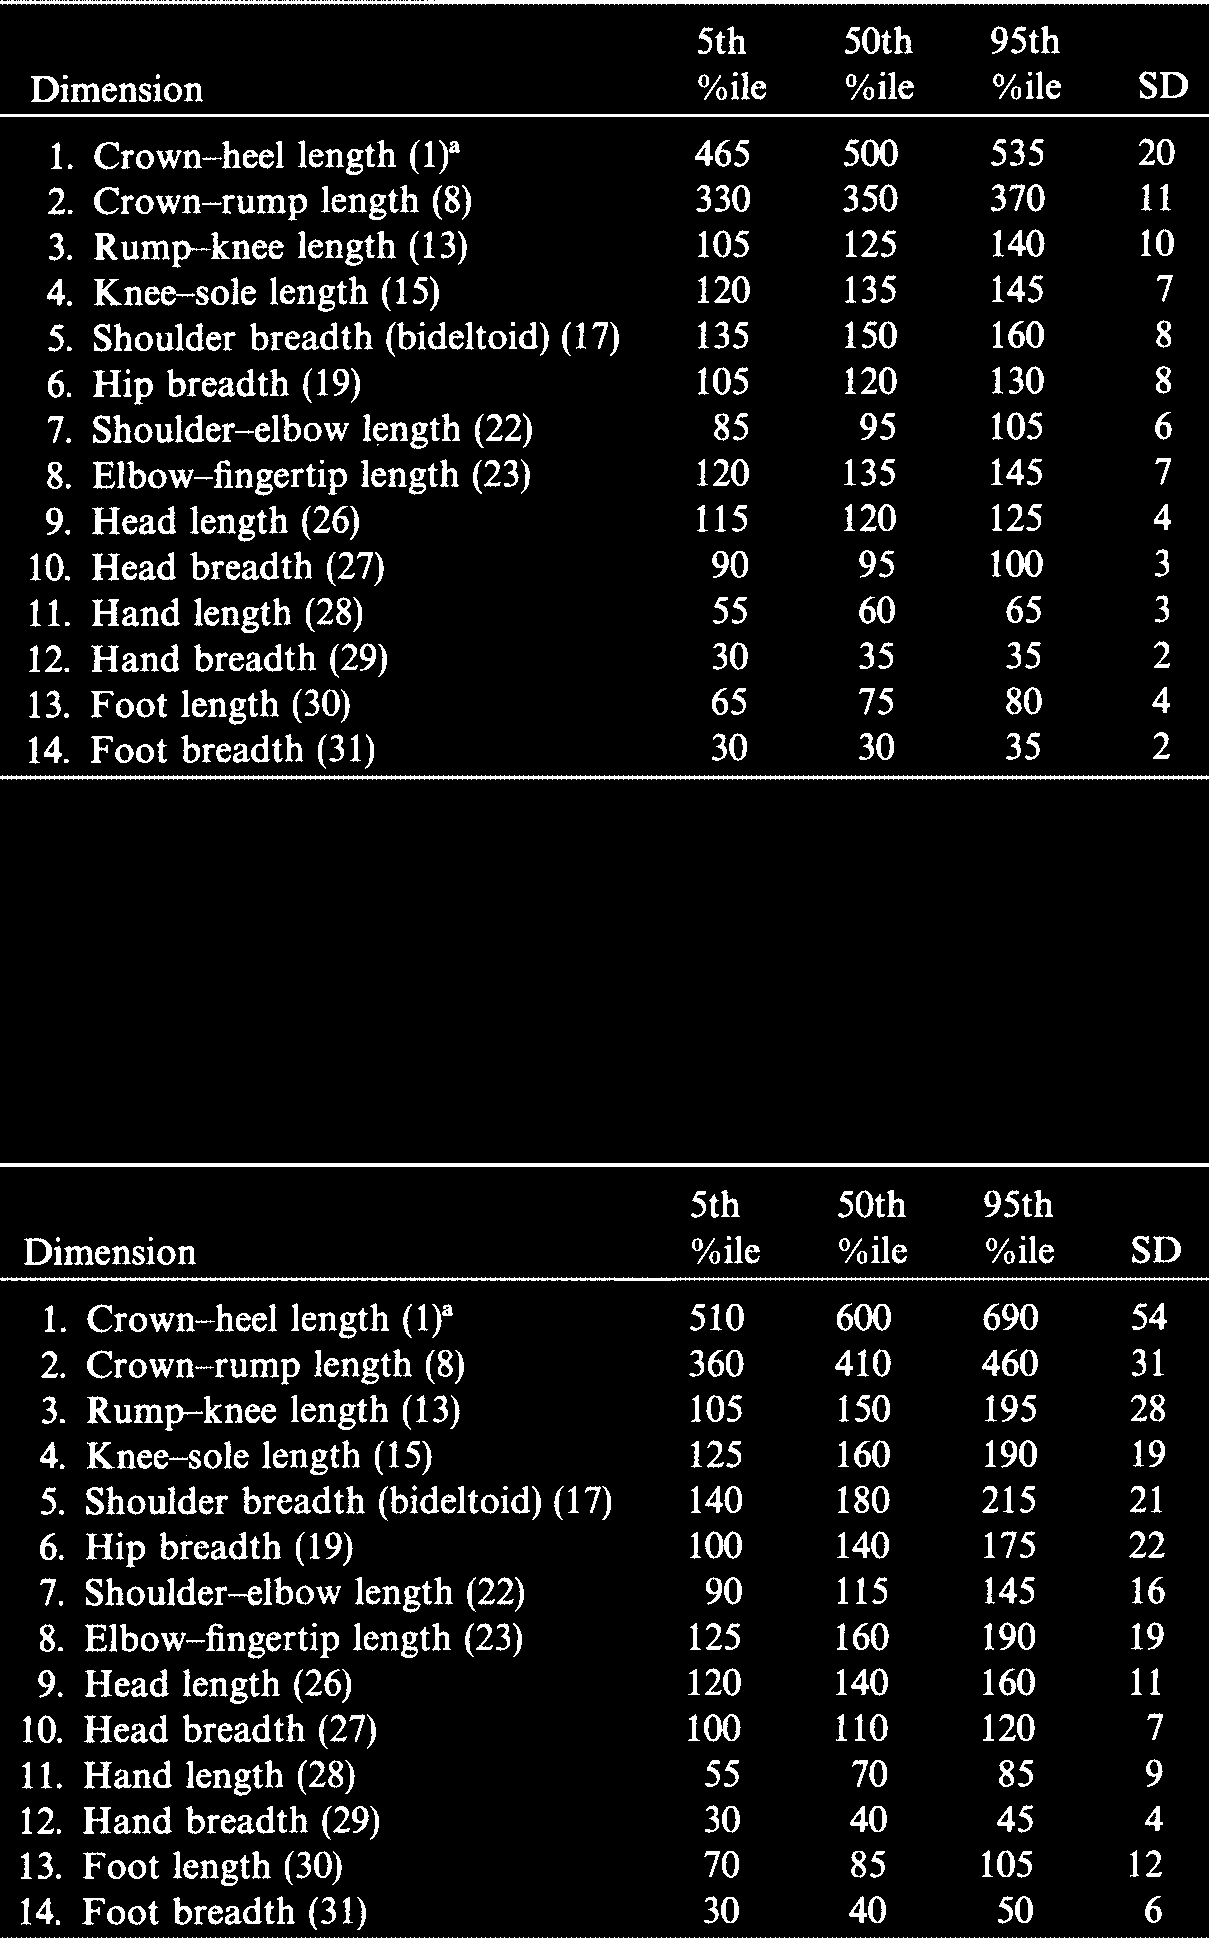 5th 50th 95th
Dimension %ile %ile %ile SD
1. Crown–heel length (1)ª 465 500 535 20
2. Crown–rump length (8) 330 350 370 11
3. Rump–knee length (13) 105 125 140 10
4. Knee–sole length (15) 120 135 145 7
5. Shoulder breadth (bideltoid) (17) 135 150 160 8
6. Hip breadth (19) 105 120 130 8
7. Shoulder–elbow length (22) 85 95 105 6
8. Elbow–fingertip length (23) 120 135 145 7
9. Head length (26) 115 120 125 4
10. Head breadth (27) 90 95 100 3
11. Hand length (28) 55 60 65 3
12. Hand breadth (29) 30 35 35 2
13. Foot length (30) 65 75 80 4
14. Foot breadth (31) 30 30 35 2
5th 50th 95th
Dimension %ile %ile %ile SD
1. Crown–heel length (1)ª 510 600 690 54
2. Crown–rump length (8) 360 410 460 31
3. Rump–knee length (13) 105 150 195 28
4. Knee–sole length (15) 125 160 190 19
5. Shoulder breadth (bideltoid) (17) 140 180 215 21
6. Hip breadth (19) 100 140 175 22
7. Shoulder–elbow length (22) 90 115 145 16
8. Elbow–fingertip length (23) 125 160 190 19
9. Head length (26) 120 140 160 11
10. Head breadth (27) 100 110 120 7
11. Hand length (28) 55 70 85 9
12. Hand breadth (29) 30 40 45 4
13. Foot length (30) 70 85 105 12
14. Foot breadth (31) 30 40 50 6